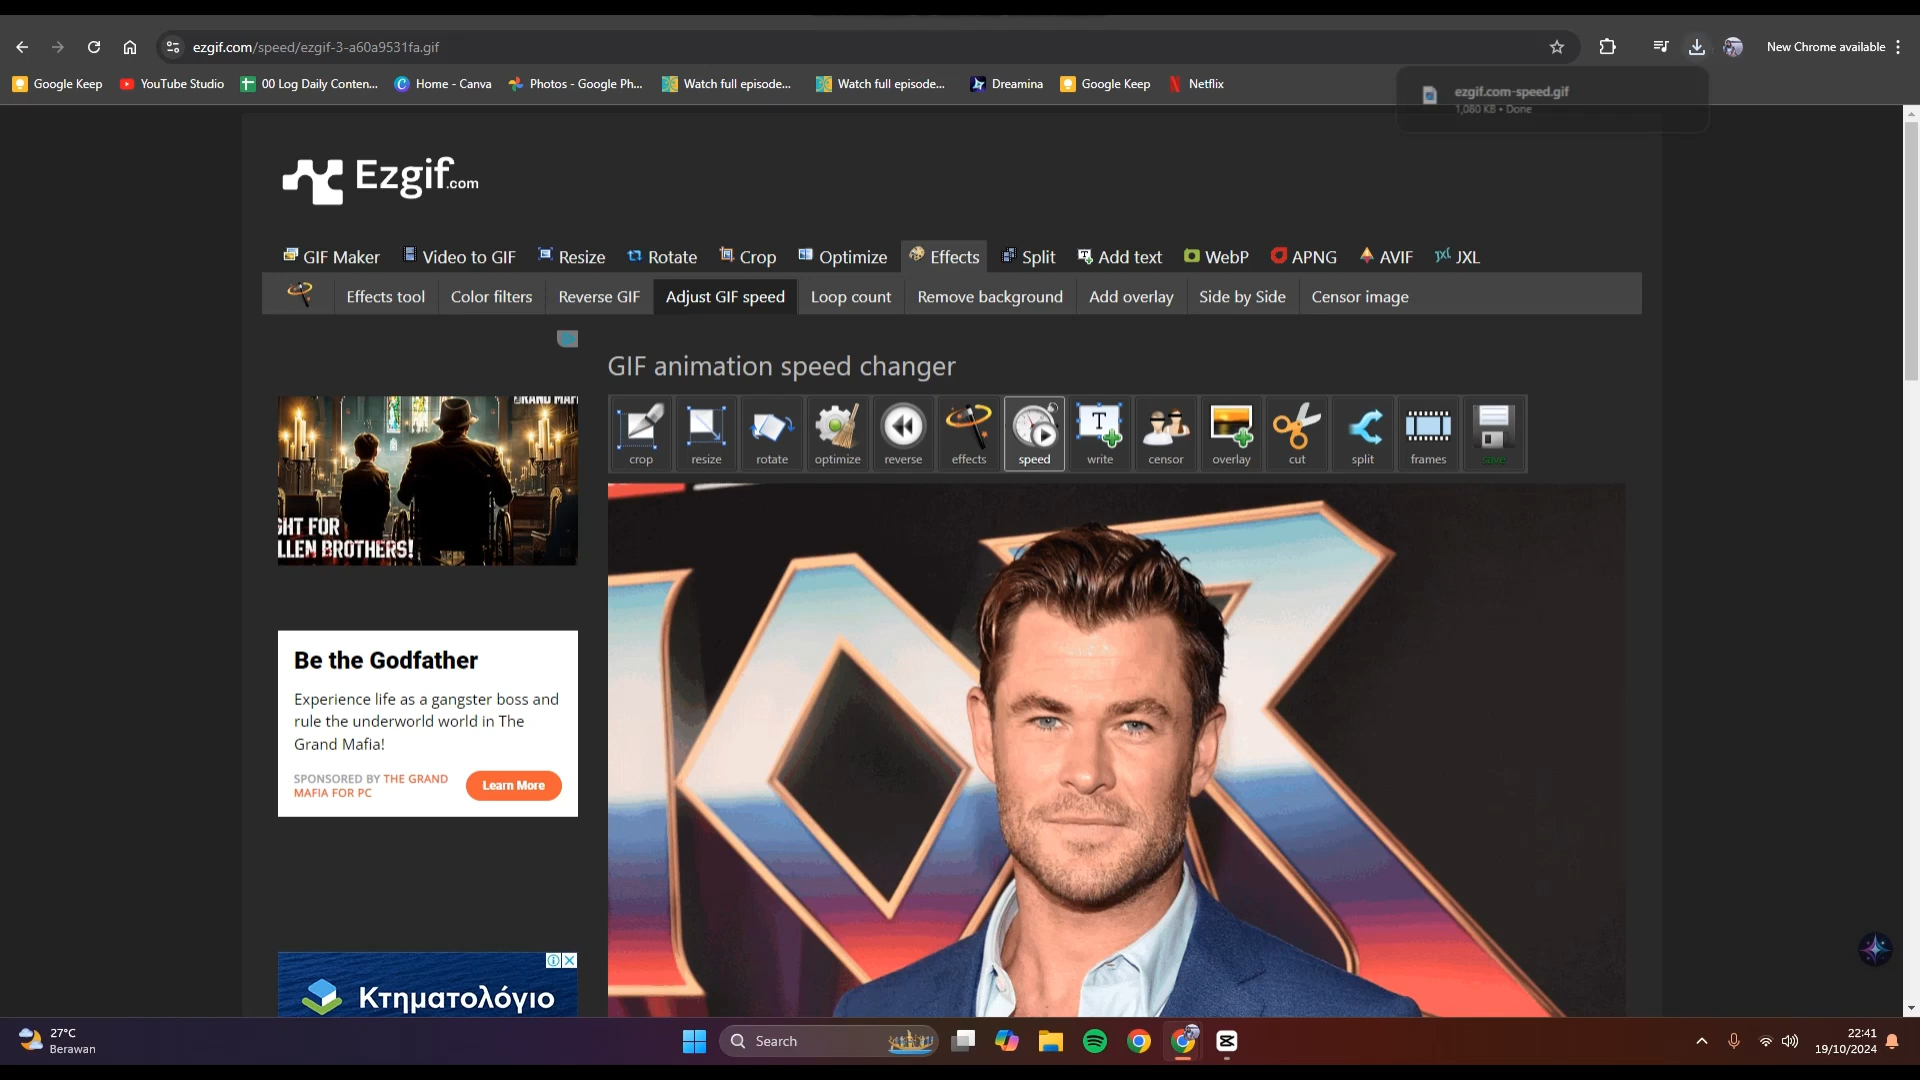 ezgif.com/speed/ezgif-3-a60a9531fa.gif
New Chrome available
Google Keep
YouTube Studio
00 Log Daily Conten...
Home - Canva
Photos - Google Ph...
Watch full episode...
Watch full episode...
Dreamina
Google Keep
Netflix
ezgif.com-speed.gif
1,080 KB • Done
Ezgif.com
GIF Maker
Video to GIF
Resize
Rotate
Crop
Optimize
Effects
Split
Add text
WebP
APNG
AVIF
JXL
Effects tool
Color filters
Reverse GIF
Adjust GIF speed
Loop count
Remove background
Add overlay
Side by Side
Censor image
GIF animation speed changer
crop
resize
rotate
optimize
reverse
effects
speed
write
censor
overlay
cut
split
frames
save
GHT FOR
LLEN BROTHERS!
Be the Godfather
Experience life as a gangster boss and
rule the underworld world in The
Grand Mafia!
SPONSORED BY THE GRAND
MAFIA FOR PC
Learn More
Κτηματολόγιο
27°C
Berawan
Search
22:41
19/10/2024